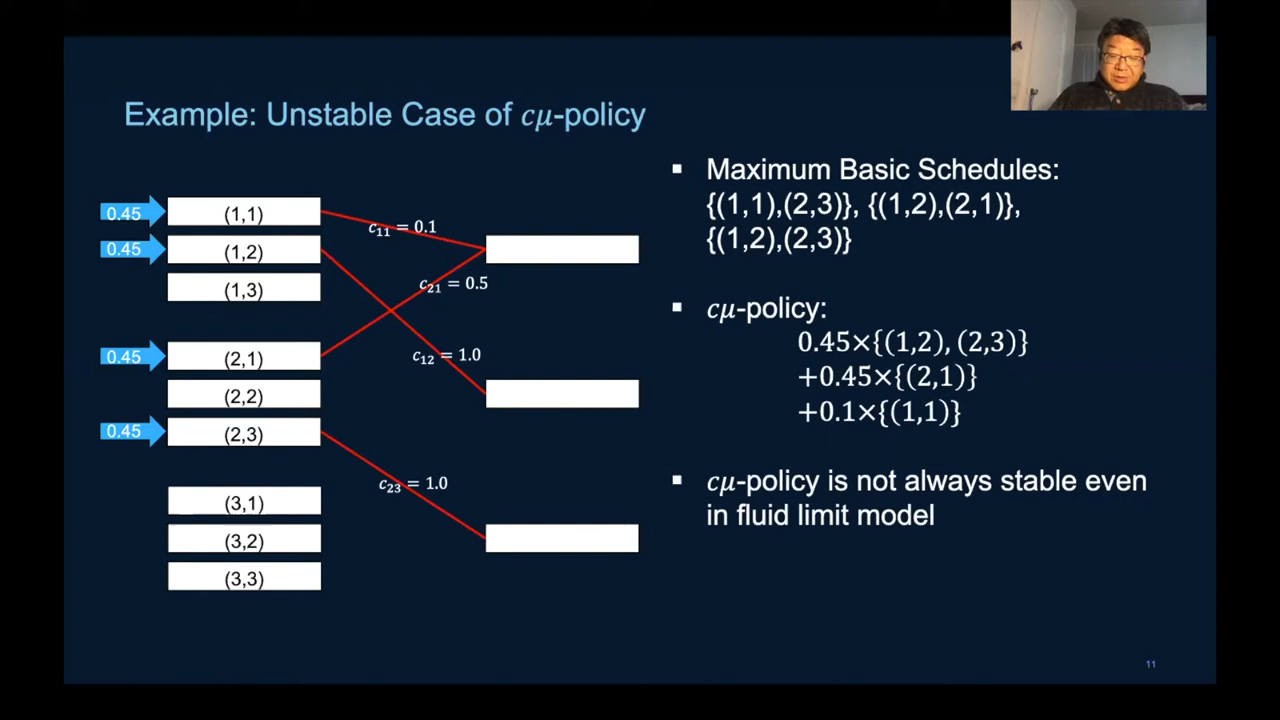 Example: Unstable Case of cμ-policy
0.45
(1,1)
0.45
(1,2)
(1,3)
0.45
(2,1)
(2,2)
0.45
(2,3)
(3,1)
(3,2)
(3,3)
c₁₁ = 0.1
c₂₁ = 0.5
c₁₂ = 1.0
c₂₃ = 1.0
▪ Maximum Basic Schedules:
{(1,1),(2,3)}, {(1,2),(2,1)},
{(1,2),(2,3)}
▪ cμ-policy:
0.45×{(1,2), (2,3)}
+0.45×{(2,1)}
+0.1×{(1,1)}
▪ cμ-policy is not always stable even
in fluid limit model
11